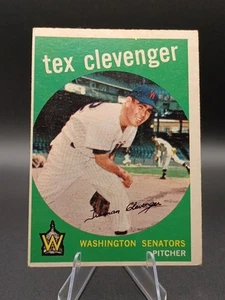 tex clevenger
Truman Clevenger
W
WASHINGTON SENATORS
PITCHER